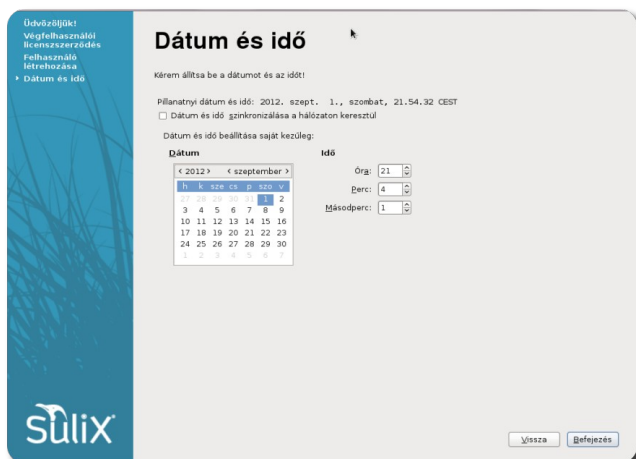 Üdvözöljük!
Végfelhasználói
licenszszerződés
Felhasználó
létrehozása
Dátum és idő
Dátum és idő
Kérem állítsa be a dátumot és az időt!
Pillanatnyi dátum és idő: 2012. szept. 1., szombat, 21.54.32 CEST
Dátum és idő szinkronizálása a hálózaton keresztül
Dátum és idő beállítása saját kezűleg:
Dátum
Idő
< 2012 > < szeptember >
h k sze cs p szo v
27 28 29 30 31 1 2
3 4 5 6 7 8 9
10 11 12 13 14 15 16
17 18 19 20 21 22 23
24 25 26 27 28 29 30
1 2 3 4 5 6 7
Óra: 21
Perc: 4
Másodperc: 1
SuliX
Vissza
Befejezés